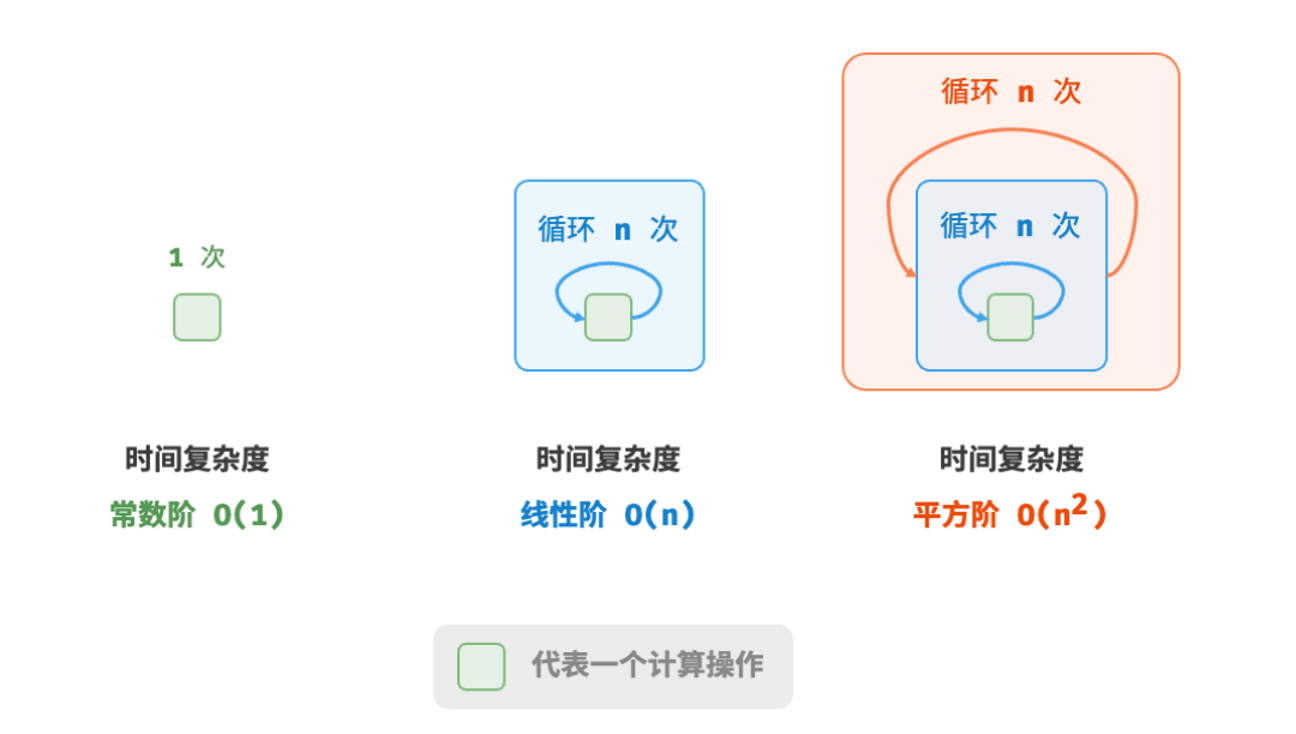 1 次
时间复杂度
常数阶 O(1)
循环 n 次
时间复杂度
线性阶 O(n)
循环 n 次
循环 n 次
时间复杂度
平方阶 O(n²)
代表一个计算操作